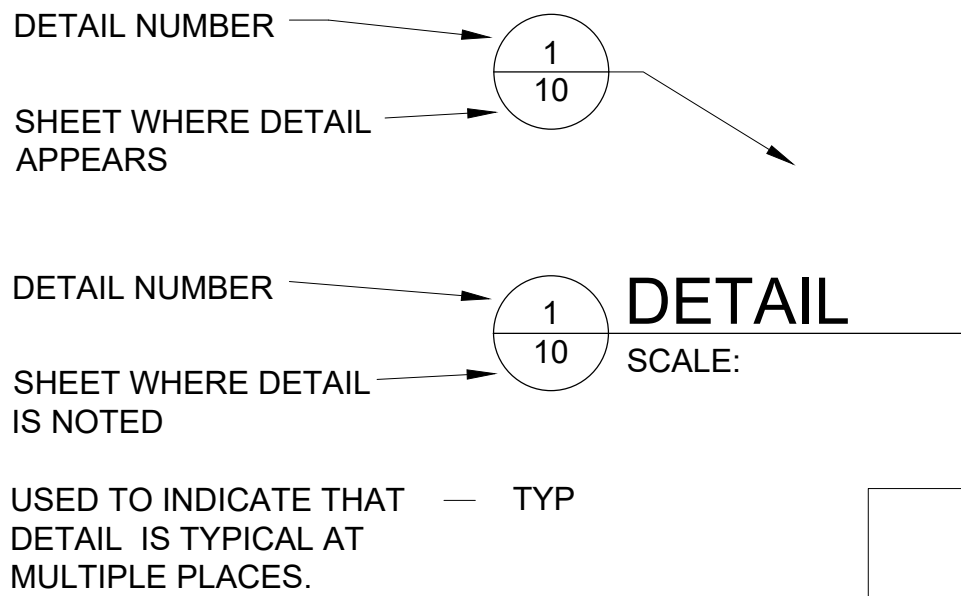 DETAIL NUMBER
1
10
SHEET WHERE DETAIL
APPEARS
DETAIL NUMBER
1
10
DETAIL
SCALE:
SHEET WHERE DETAIL
IS NOTED
USED TO INDICATE THAT — TYP
DETAIL IS TYPICAL AT
MULTIPLE PLACES.